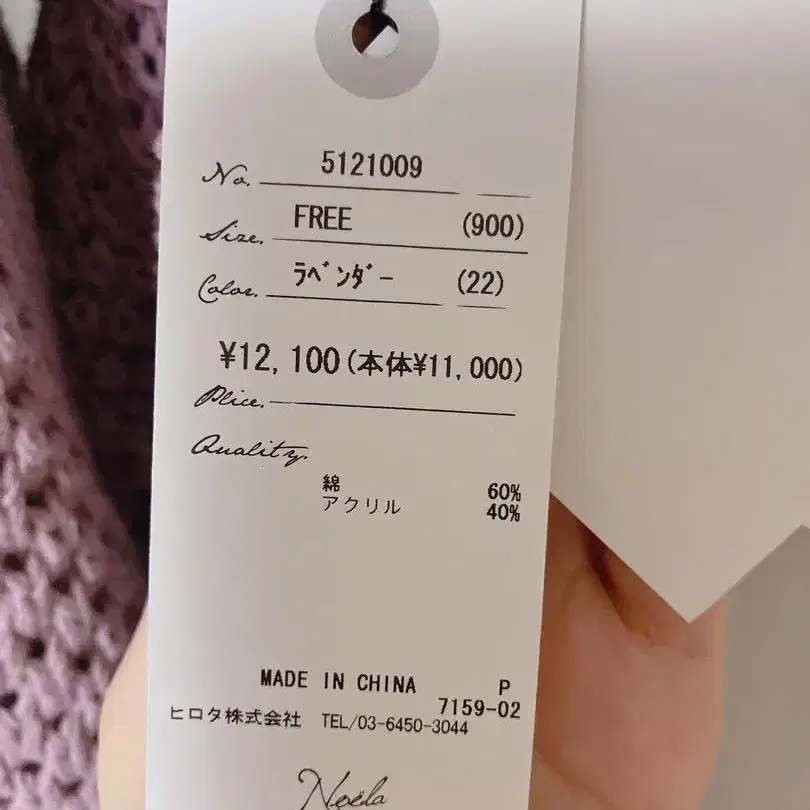 No. 5121009
Size. FREE (900)
Color. ﾗﾍﾞﾝﾀﾞｰ (22)
¥12, 100(本体¥11, 000)
Plice.
Quality.
綿 60%
アクリル 40%
MADE IN CHINA P
7159-02
ヒロタ株式会社 TEL/03-6450-3044
Noëla